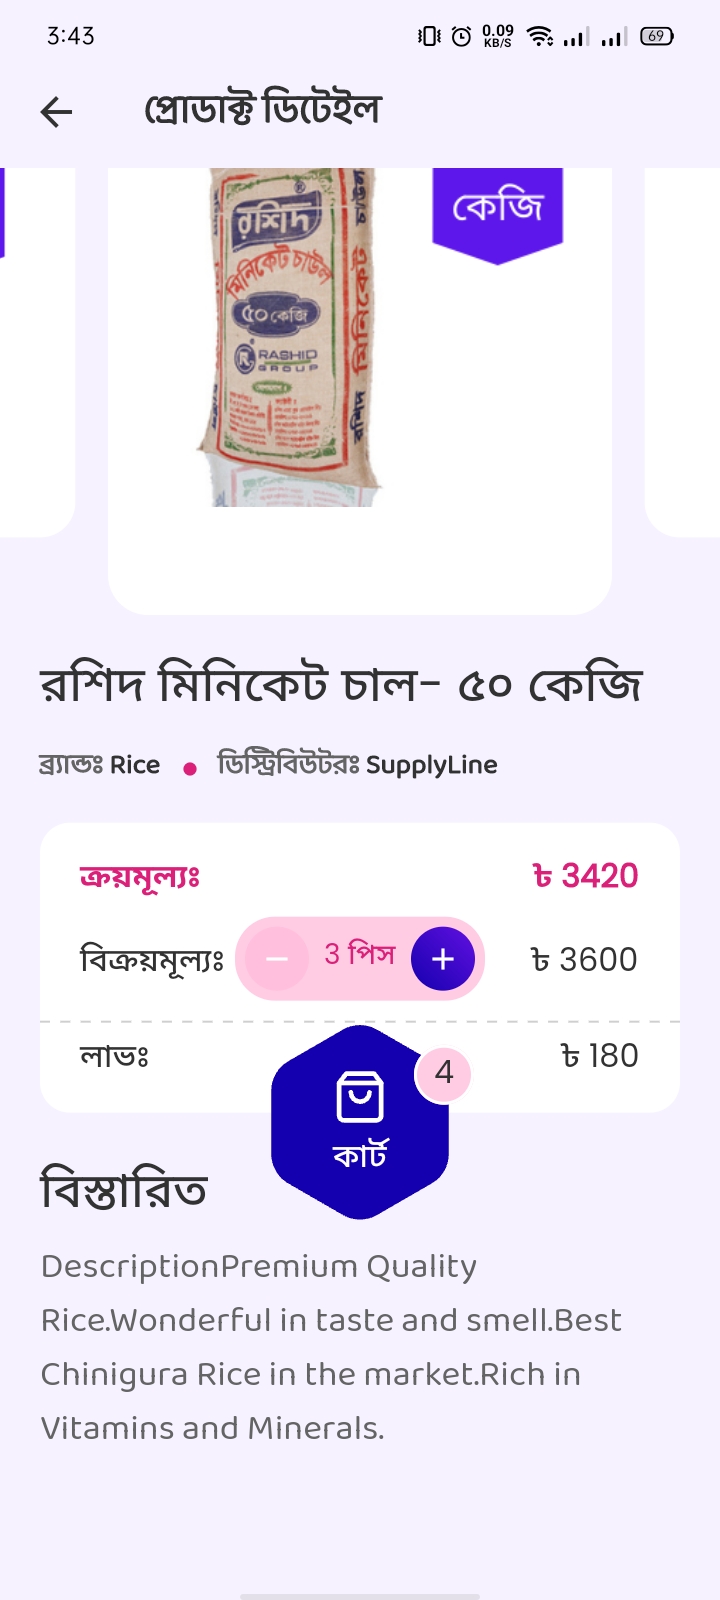 3:43
0.09
KB/S
69
প্রোডাক্ট ডিটেইল
কেজি
রশিদ
মিনিকেট চাউল
৫০ কেজি
RASHID
GROUP
মিনিকেট
রশিদ
রশিদ মিনিকেট চাল- ৫০ কেজি
ব্র্যান্ডঃ Rice ডিস্ট্রিবিউটরঃ SupplyLine
ক্রয়মূল্যঃ ৳ 3420
বিক্রয়মূল্যঃ − 3 পিস + ৳ 3600
লাভঃ ৳ 180
4
কার্ট
বিস্তারিত
DescriptionPremium Quality
Rice.Wonderful in taste and smell.Best
Chinigura Rice in the market.Rich in
Vitamins and Minerals.